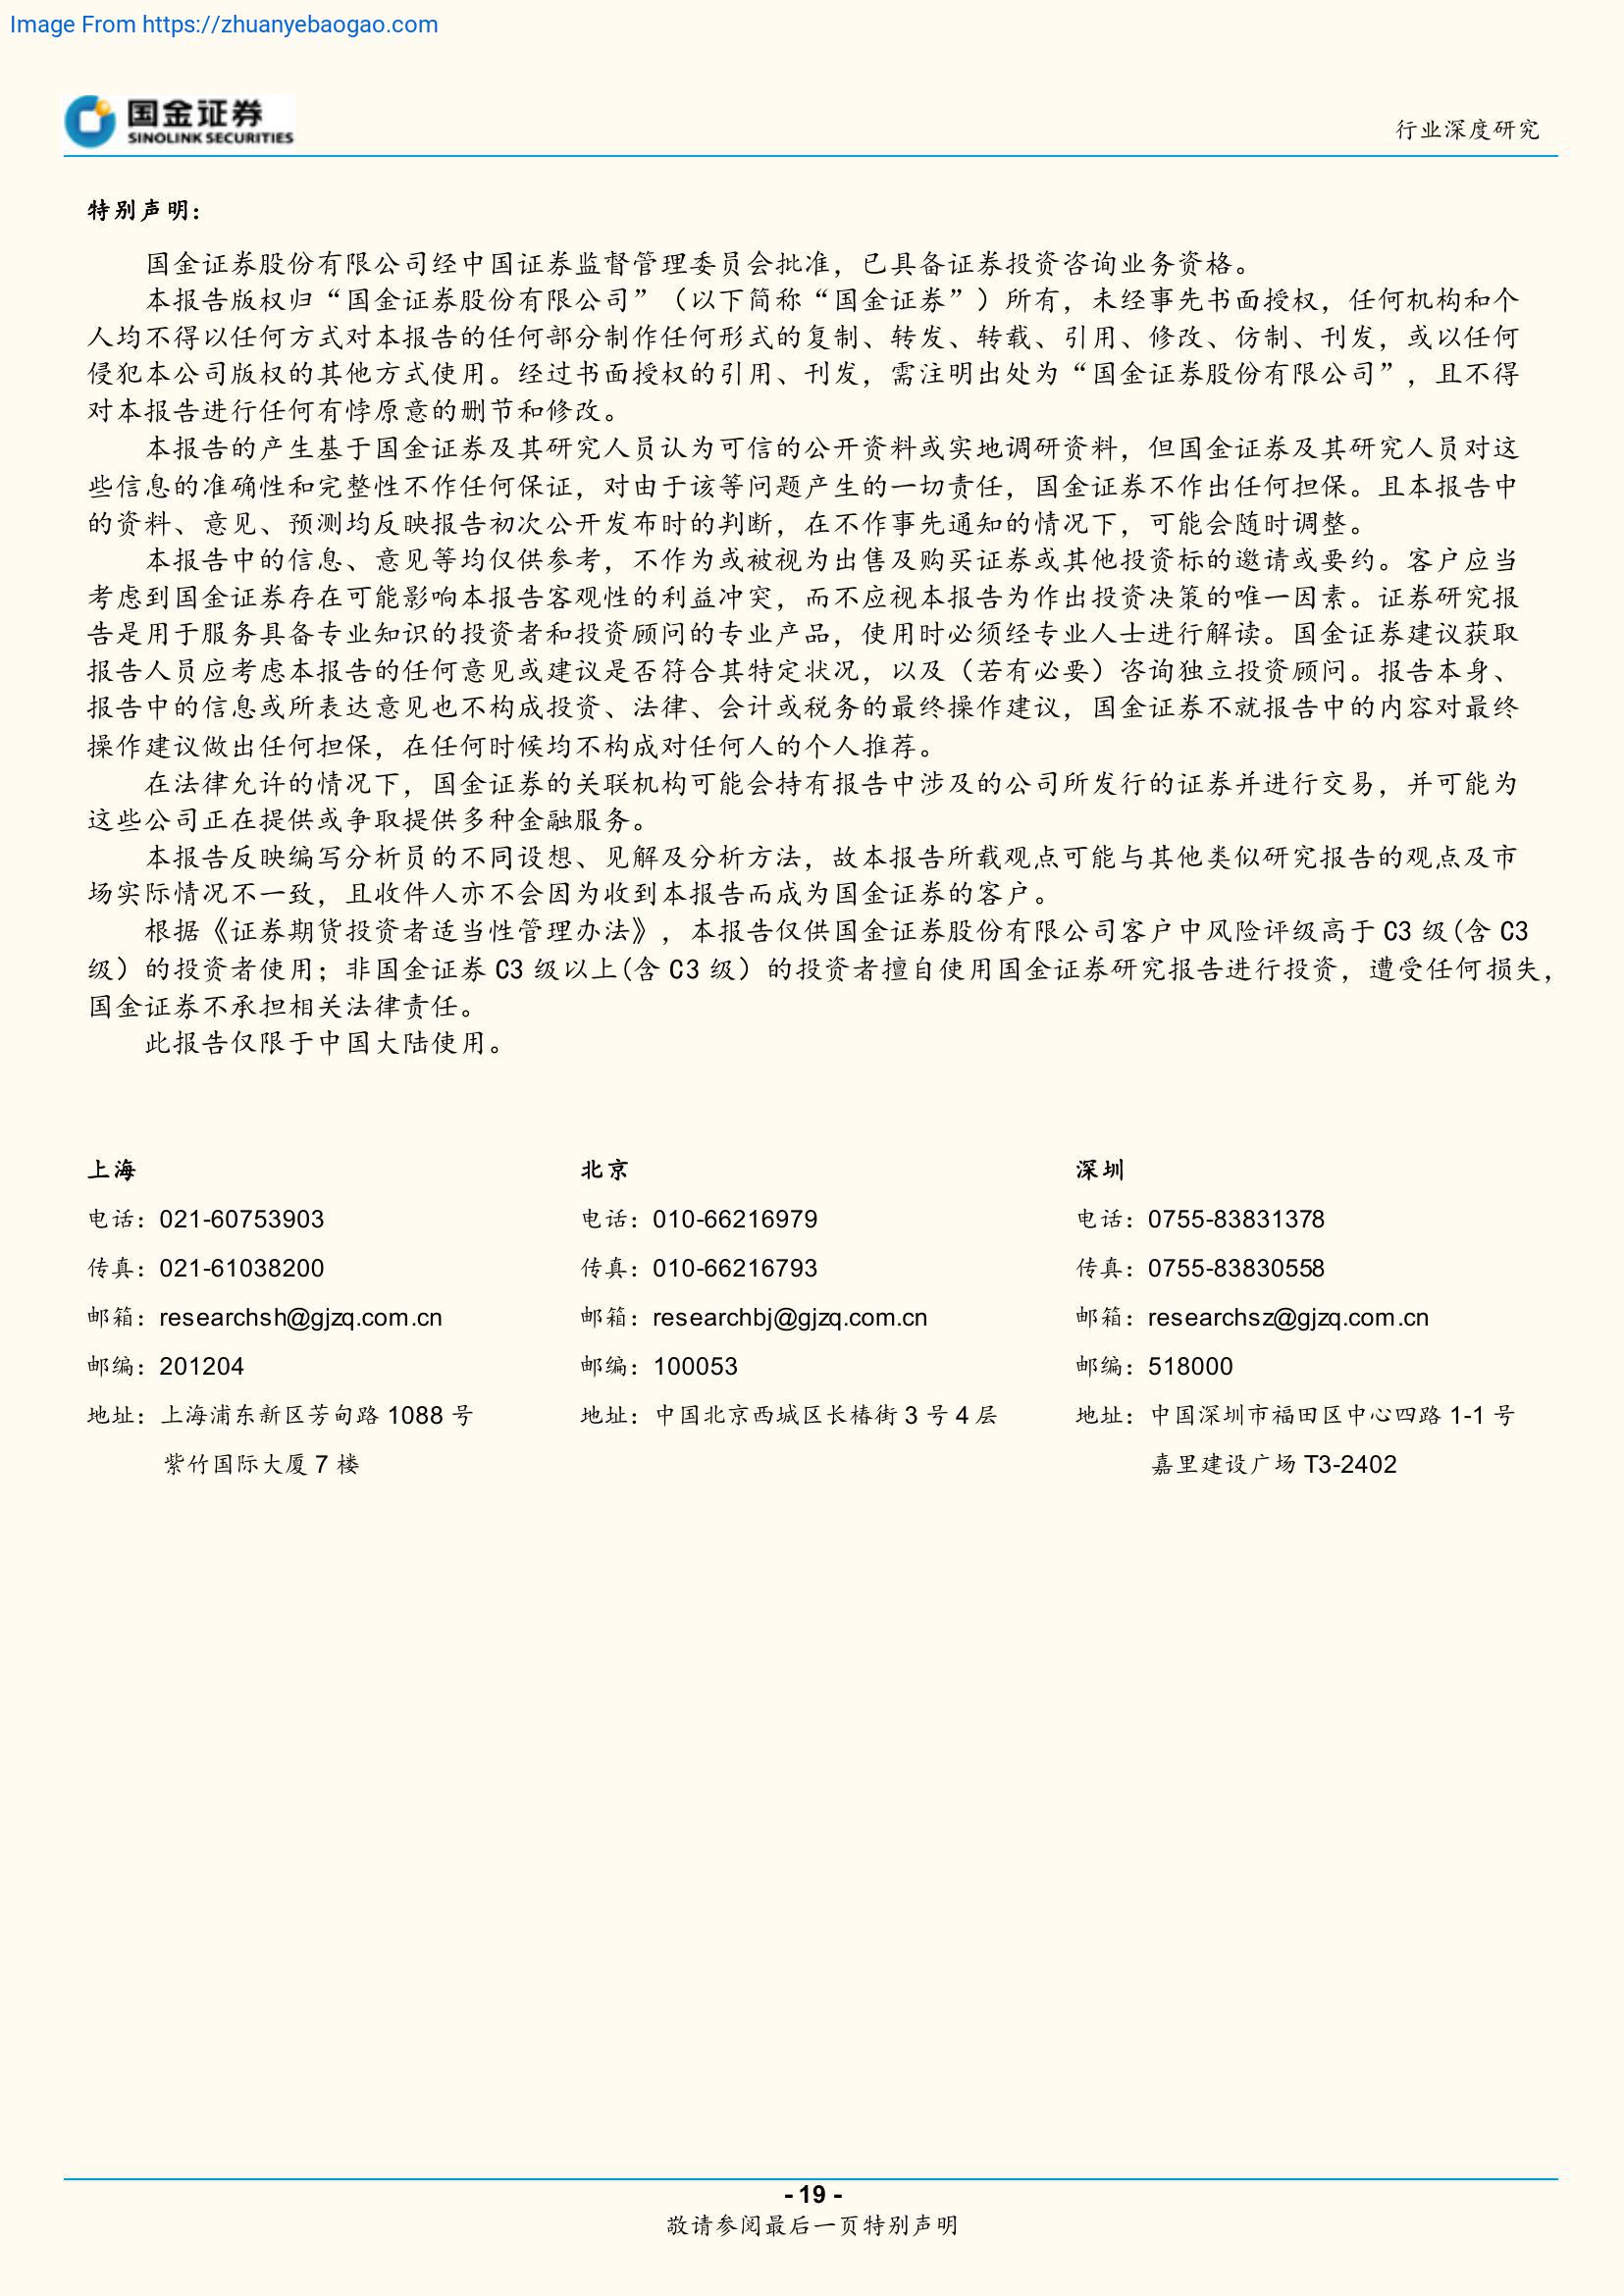 Image From https://zhuanyebaogao.com
国金证券
SINOLINK SECURITIES
行业深度研究
特别声明：
国金证券股份有限公司经中国证券监督管理委员会批准，已具备证券投资咨询业务资格。
本报告版权归“国金证券股份有限公司”（以下简称“国金证券”）所有，未经事先书面授权，任何机构和个
人均不得以任何方式对本报告的任何部分制作任何形式的复制、转发、转载、引用、修改、仿制、刊发，或以任何
侵犯本公司版权的其他方式使用。经过书面授权的引用、刊发，需注明出处为“国金证券股份有限公司”，且不得
对本报告进行任何有悖原意的删节和修改。
本报告的产生基于国金证券及其研究人员认为可信的公开资料或实地调研资料，但国金证券及其研究人员对这
些信息的准确性和完整性不作任何保证，对由于该等问题产生的一切责任，国金证券不作出任何担保。且本报告中
的资料、意见、预测均反映报告初次公开发布时的判断，在不作事先通知的情况下，可能会随时调整。
本报告中的信息、意见等均仅供参考，不作为或被视为出售及购买证券或其他投资标的邀请或要约。客户应当
考虑到国金证券存在可能影响本报告客观性的利益冲突，而不应视本报告为作出投资决策的唯一因素。证券研究报
告是用于服务具备专业知识的投资者和投资顾问的专业产品，使用时必须经专业人士进行解读。国金证券建议获取
报告人员应考虑本报告的任何意见或建议是否符合其特定状况，以及（若有必要）咨询独立投资顾问。报告本身、
报告中的信息或所表达意见也不构成投资、法律、会计或税务的最终操作建议，国金证券不就报告中的内容对最终
操作建议做出任何担保，在任何时候均不构成对任何人的个人推荐。
在法律允许的情况下，国金证券的关联机构可能会持有报告中涉及的公司所发行的证券并进行交易，并可能为
这些公司正在提供或争取提供多种金融服务。
本报告反映编写分析员的不同设想、见解及分析方法，故本报告所载观点可能与其他类似研究报告的观点及市
场实际情况不一致，且收件人亦不会因为收到本报告而成为国金证券的客户。
根据《证券期货投资者适当性管理办法》，本报告仅供国金证券股份有限公司客户中风险评级高于 C3 级(含 C3
级）的投资者使用；非国金证券 C3 级以上(含 C3 级）的投资者擅自使用国金证券研究报告进行投资，遭受任何损失，
国金证券不承担相关法律责任。
此报告仅限于中国大陆使用。
上海
电话：021-60753903
传真：021-61038200
邮箱：researchsh@gjzq.com.cn
邮编：201204
地址：上海浦东新区芳甸路 1088 号
紫竹国际大厦 7 楼
北京
电话：010-66216979
传真：010-66216793
邮箱：researchbj@gjzq.com.cn
邮编：100053
地址：中国北京西城区长椿街 3 号 4 层
深圳
电话：0755-83831378
传真：0755-83830558
邮箱：researchsz@gjzq.com.cn
邮编：518000
地址：中国深圳市福田区中心四路 1-1 号
嘉里建设广场 T3-2402
- 19 -
敬请参阅最后一页特别声明